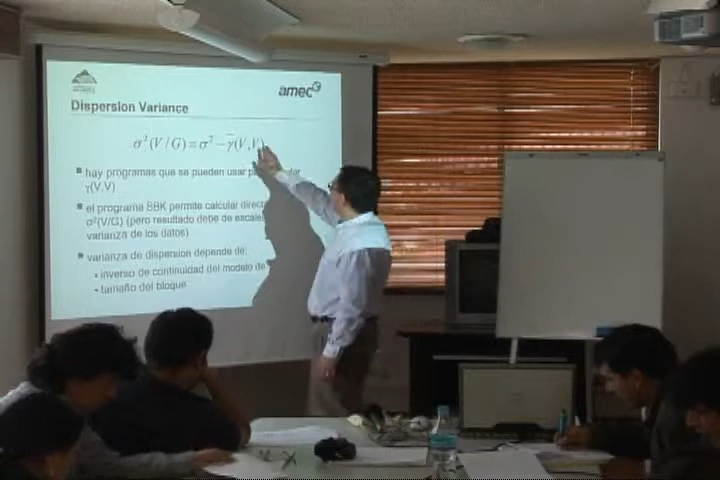 amec
Dispersion Variance
σ²(V/G) = σ² − γ̄(V,V)
hay programas que se pueden usar
γ(V,V)
el programa SBK permite calcular
σ²(V/G) (pero resultado debe de
varianza de los datos)
varianza de dispersion depende de:
inverso de continuidad del modelo de
tamaño del bloque